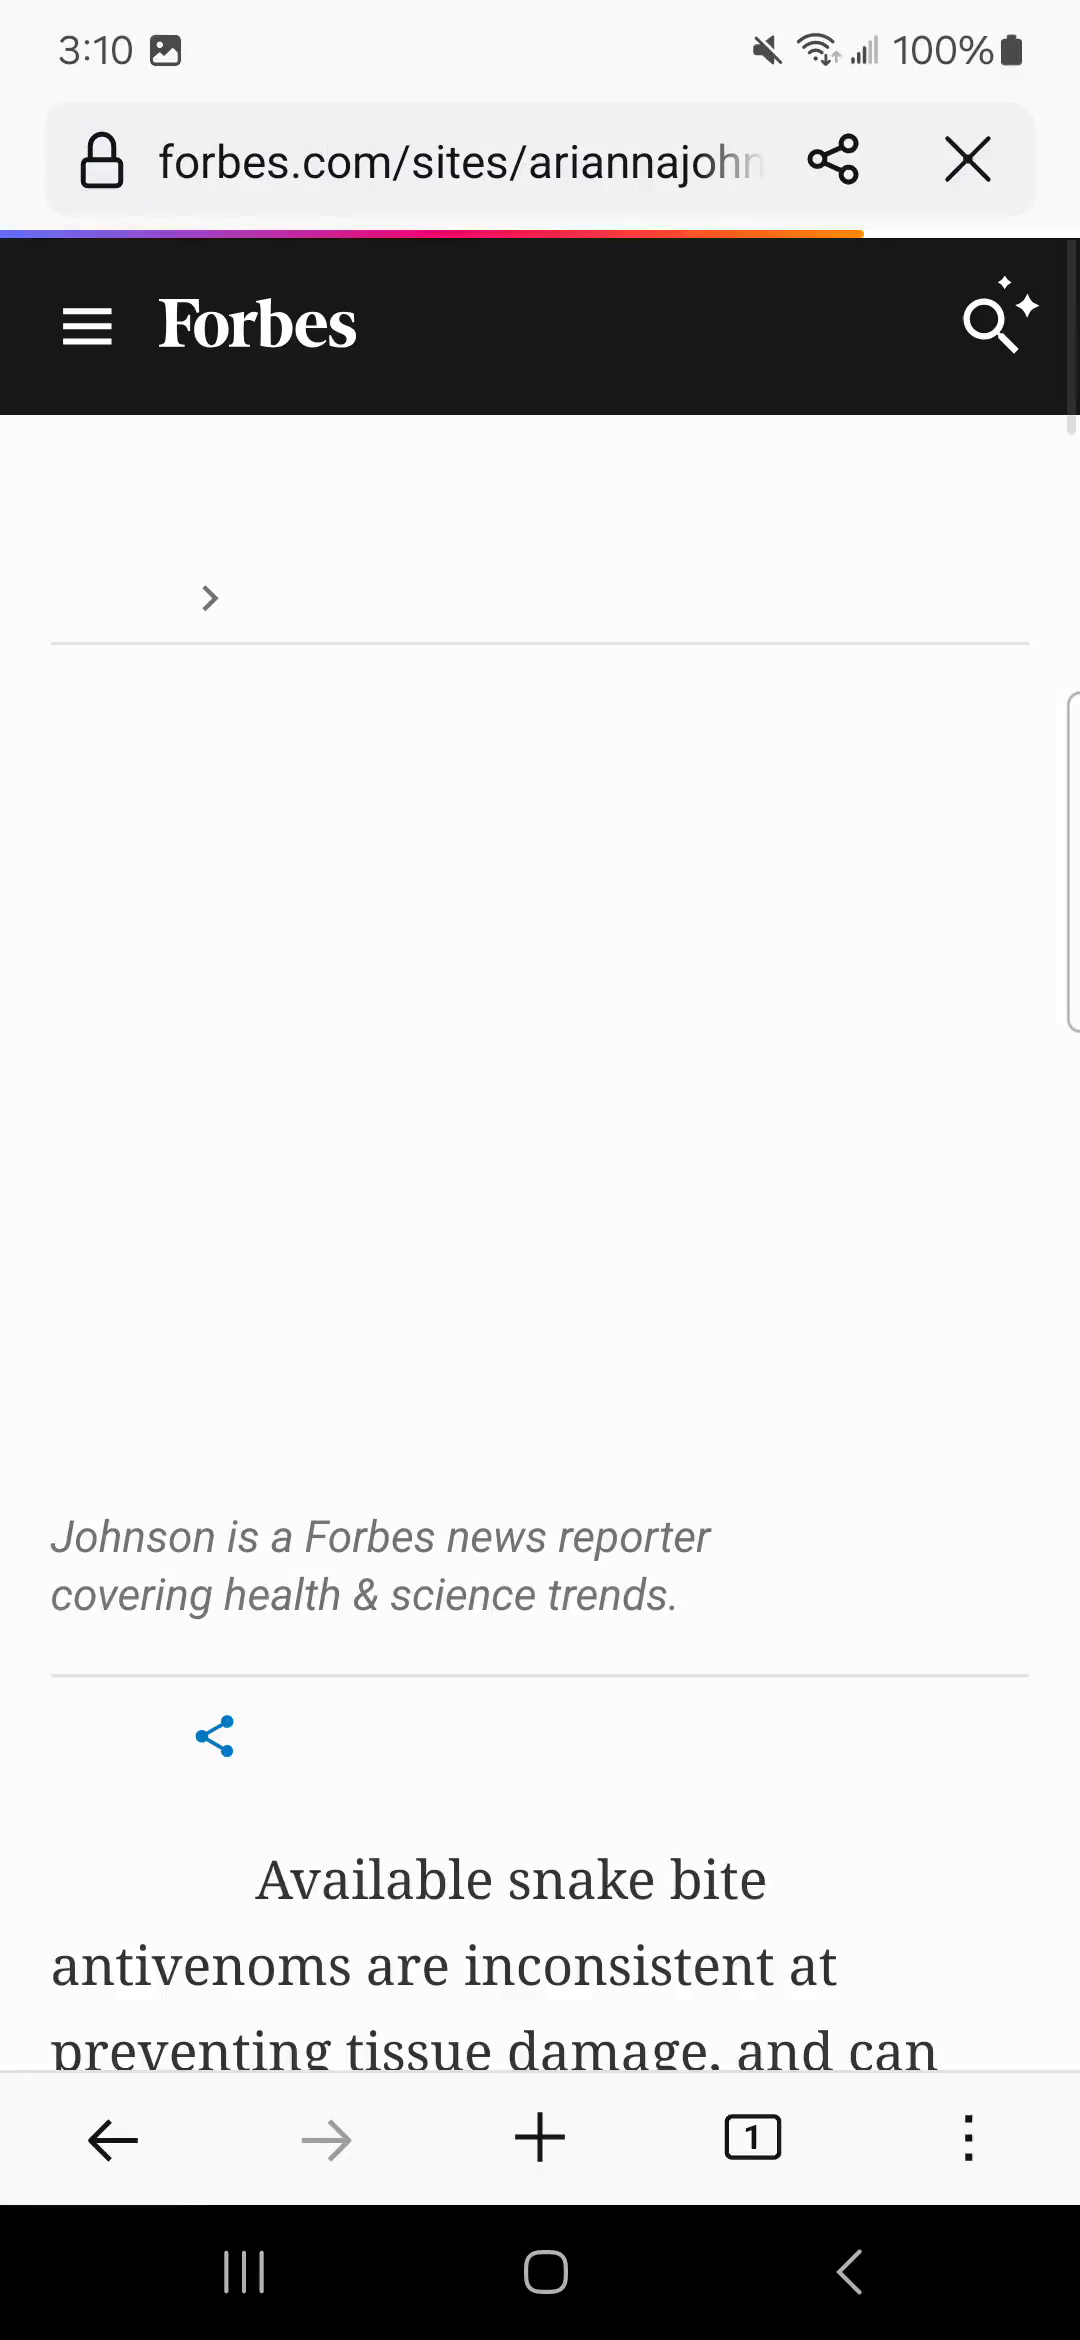 3:10
100%
forbes.com/sites/ariannajohn
Forbes
Johnson is a Forbes news reporter
covering health & science trends.
Available snake bite
antivenoms are inconsistent at
preventing tissue damage, and can
1